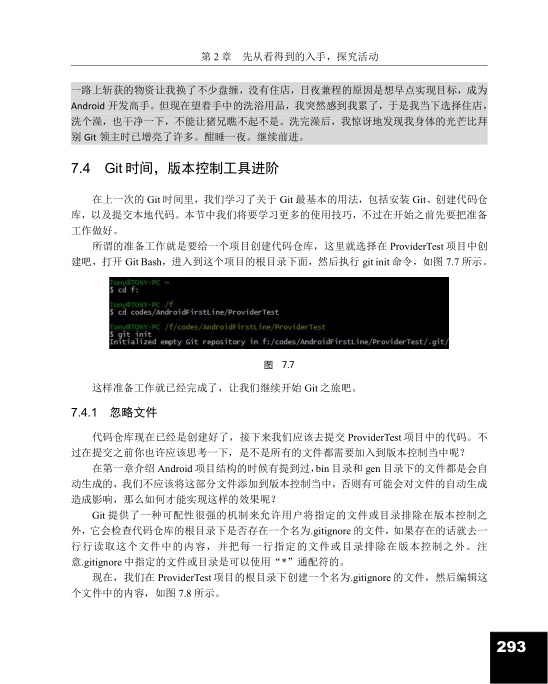 第 2 章 先从看得到的入手，探究活动
一路上斩获的物资让我换了不少盘缠，没有住店，日夜兼程的原因是想早点实现目标，成为
Android 开发高手。但现在望着手中的洗浴用品，我突然感到我累了，于是我当下选择住店，
洗个澡，也干净一下，不能让猪兄瞧不起不是。洗完澡后，我惊讶地发现我身体的光芒比拜
别 Git 领主时已增亮了许多。酣睡一夜。继续前进。
7.4 Git 时间，版本控制工具进阶
在上一次的 Git 时间里，我们学习了关于 Git 最基本的用法，包括安装 Git、创建代码仓
库，以及提交本地代码。本节中我们将要学习更多的使用技巧，不过在开始之前先要把准备
工作做好。
所谓的准备工作就是要给一个项目创建代码仓库，这里就选择在 ProviderTest 项目中创
建吧，打开 Git Bash，进入到这个项目的根目录下面，然后执行 git init 命令，如图 7.7 所示。
Tony@TONY-PC ~
$ cd f:
Tony@TONY-PC /f
$ cd codes/AndroidFirstLine/ProviderTest
Tony@TONY-PC /f/codes/AndroidFirstLine/ProviderTest
$ git init
Initialized empty Git repository in f:/codes/AndroidFirstLine/ProviderTest/.git/
图 7.7
这样准备工作就已经完成了，让我们继续开始 Git 之旅吧。
7.4.1 忽略文件
代码仓库现在已经是创建好了，接下来我们应该去提交 ProviderTest 项目中的代码。不
过在提交之前你也许应该思考一下，是不是所有的文件都需要加入到版本控制当中呢？
在第一章介绍 Android 项目结构的时候有提到过，bin 目录和 gen 目录下的文件都是会自
动生成的，我们不应该将这部分文件添加到版本控制当中，否则有可能会对文件的自动生成
造成影响，那么如何才能实现这样的效果呢？
Git 提供了一种可配性很强的机制来允许用户将指定的文件或目录排除在版本控制之
外，它会检查代码仓库的根目录下是否存在一个名为.gitignore 的文件，如果存在的话就去一
行行读取这个文件中的内容，并把每一行指定的文件或目录排除在版本控制之外。注
意.gitignore 中指定的文件或目录是可以使用“*”通配符的。
现在，我们在 ProviderTest 项目的根目录下创建一个名为.gitignore 的文件，然后编辑这
个文件中的内容，如图 7.8 所示。
293